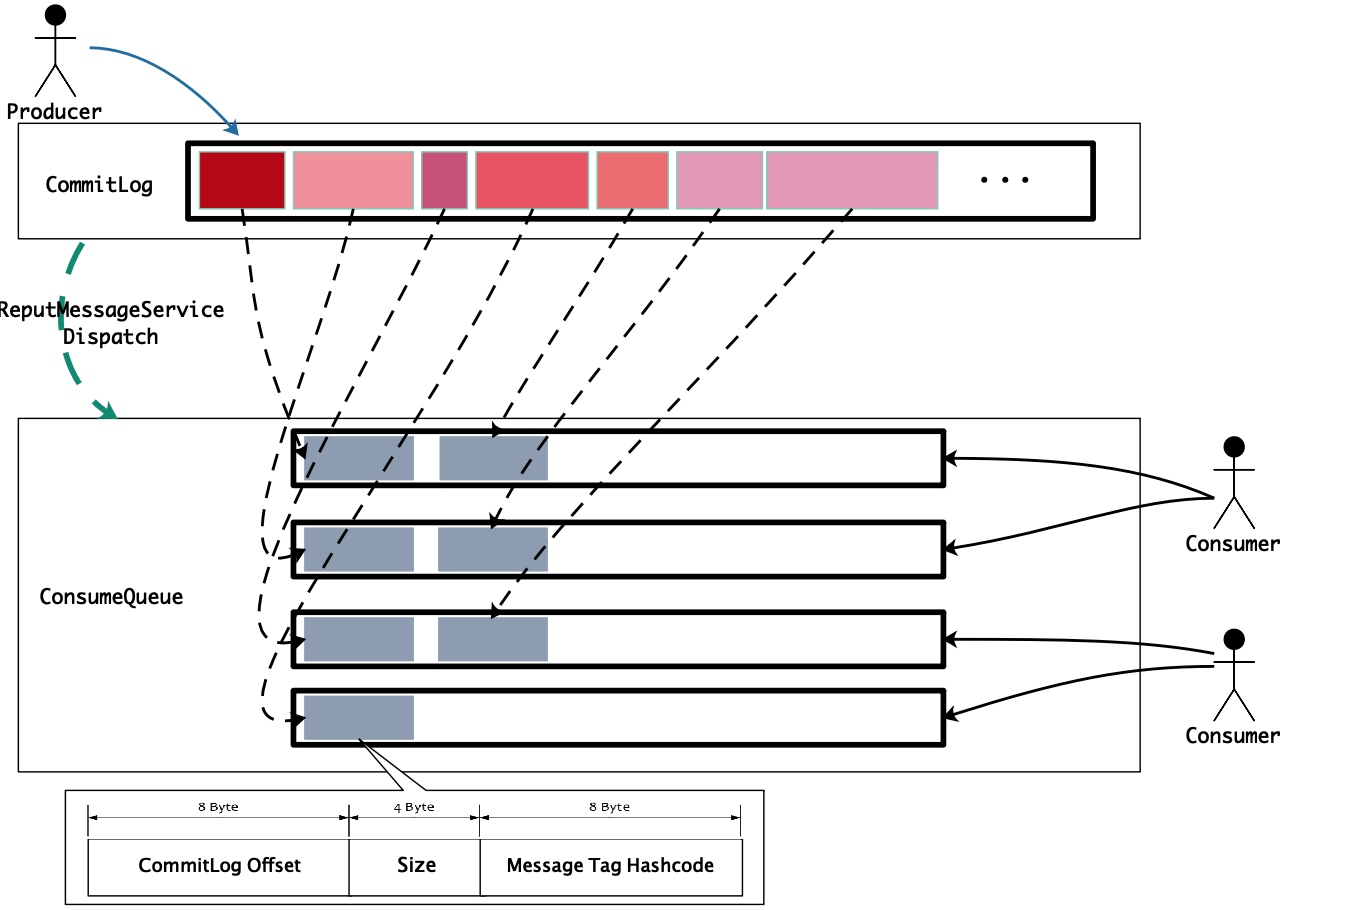 Producer
CommitLog
• • •
ReputMessageService
Dispatch
ConsumeQueue
Consumer
Consumer
8 Byte
4 Byte
8 Byte
CommitLog Offset
Size
Message Tag Hashcode